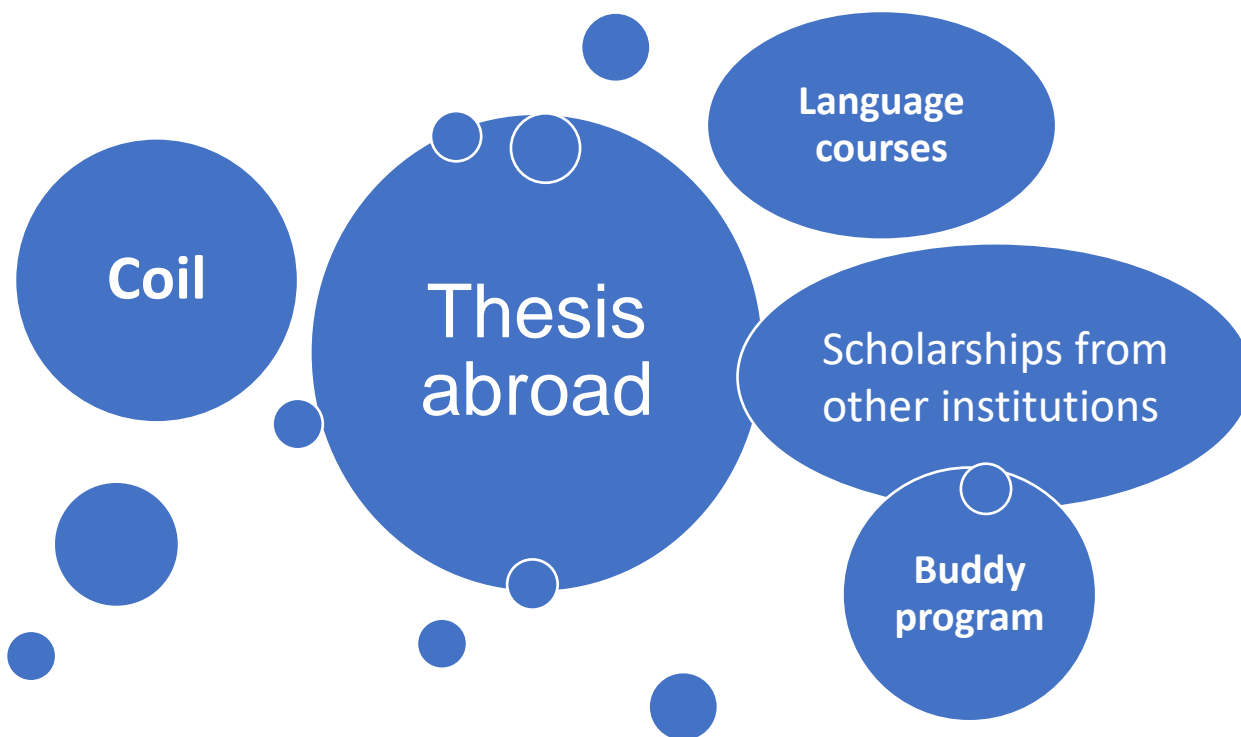 Language
courses
Coil
Thesis
abroad
Scholarships from
other institutions
Buddy
program